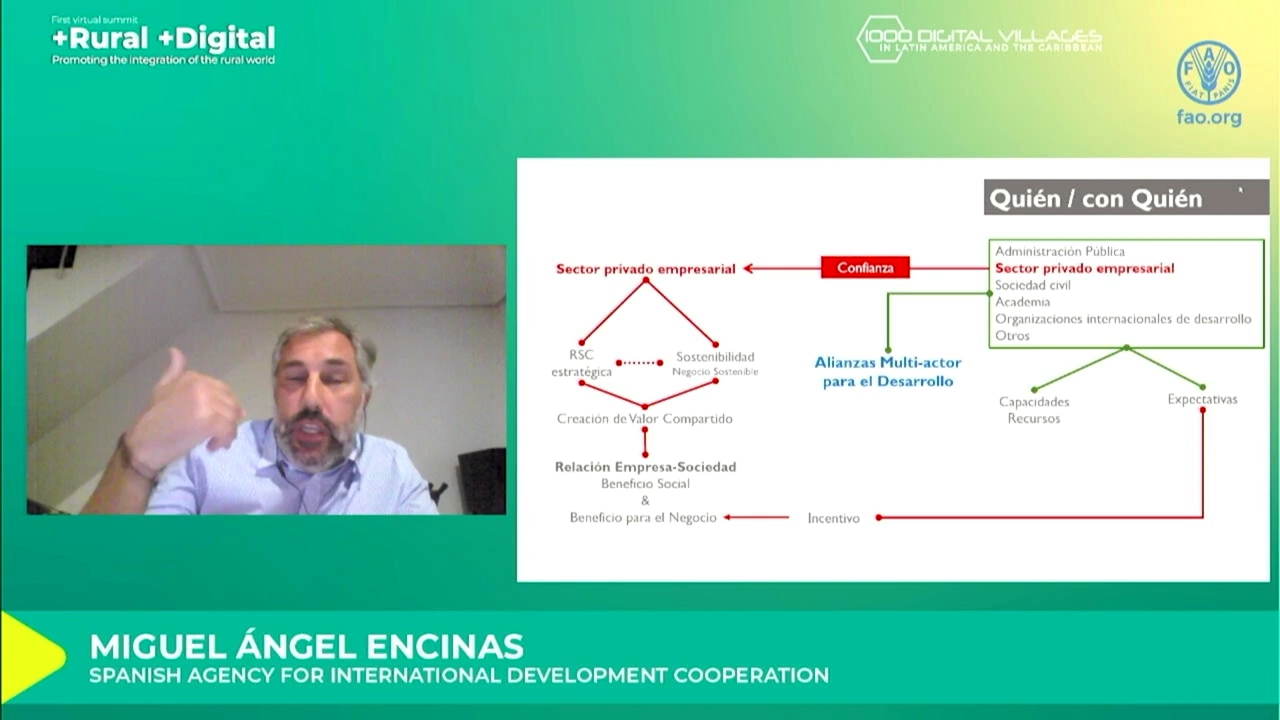 First virtual summit
+Rural +Digital
Promoting the integration of the rural world
1000 DIGITAL VILLAGES
IN LATIN AMERICA AND THE CARIBBEAN
F A O
FIAT PANIS
fao.org
Quién / con Quién
Administración Pública
Sector privado empresarial
Sociedad civil
Academia
Organizaciones internacionales de desarrollo
Otros
Confianza
Sector privado empresarial
RSC
estratégica
Sostenibilidad
Negocio Sostenible
Creación de Valor Compartido
Relación Empresa-Sociedad
Beneficio Social
&
Beneficio para el Negocio
Incentivo
Alianzas Multi-actor
para el Desarrollo
Capacidades
Recursos
Expectativas
MIGUEL ÁNGEL ENCINAS
SPANISH AGENCY FOR INTERNATIONAL DEVELOPMENT COOPERATION